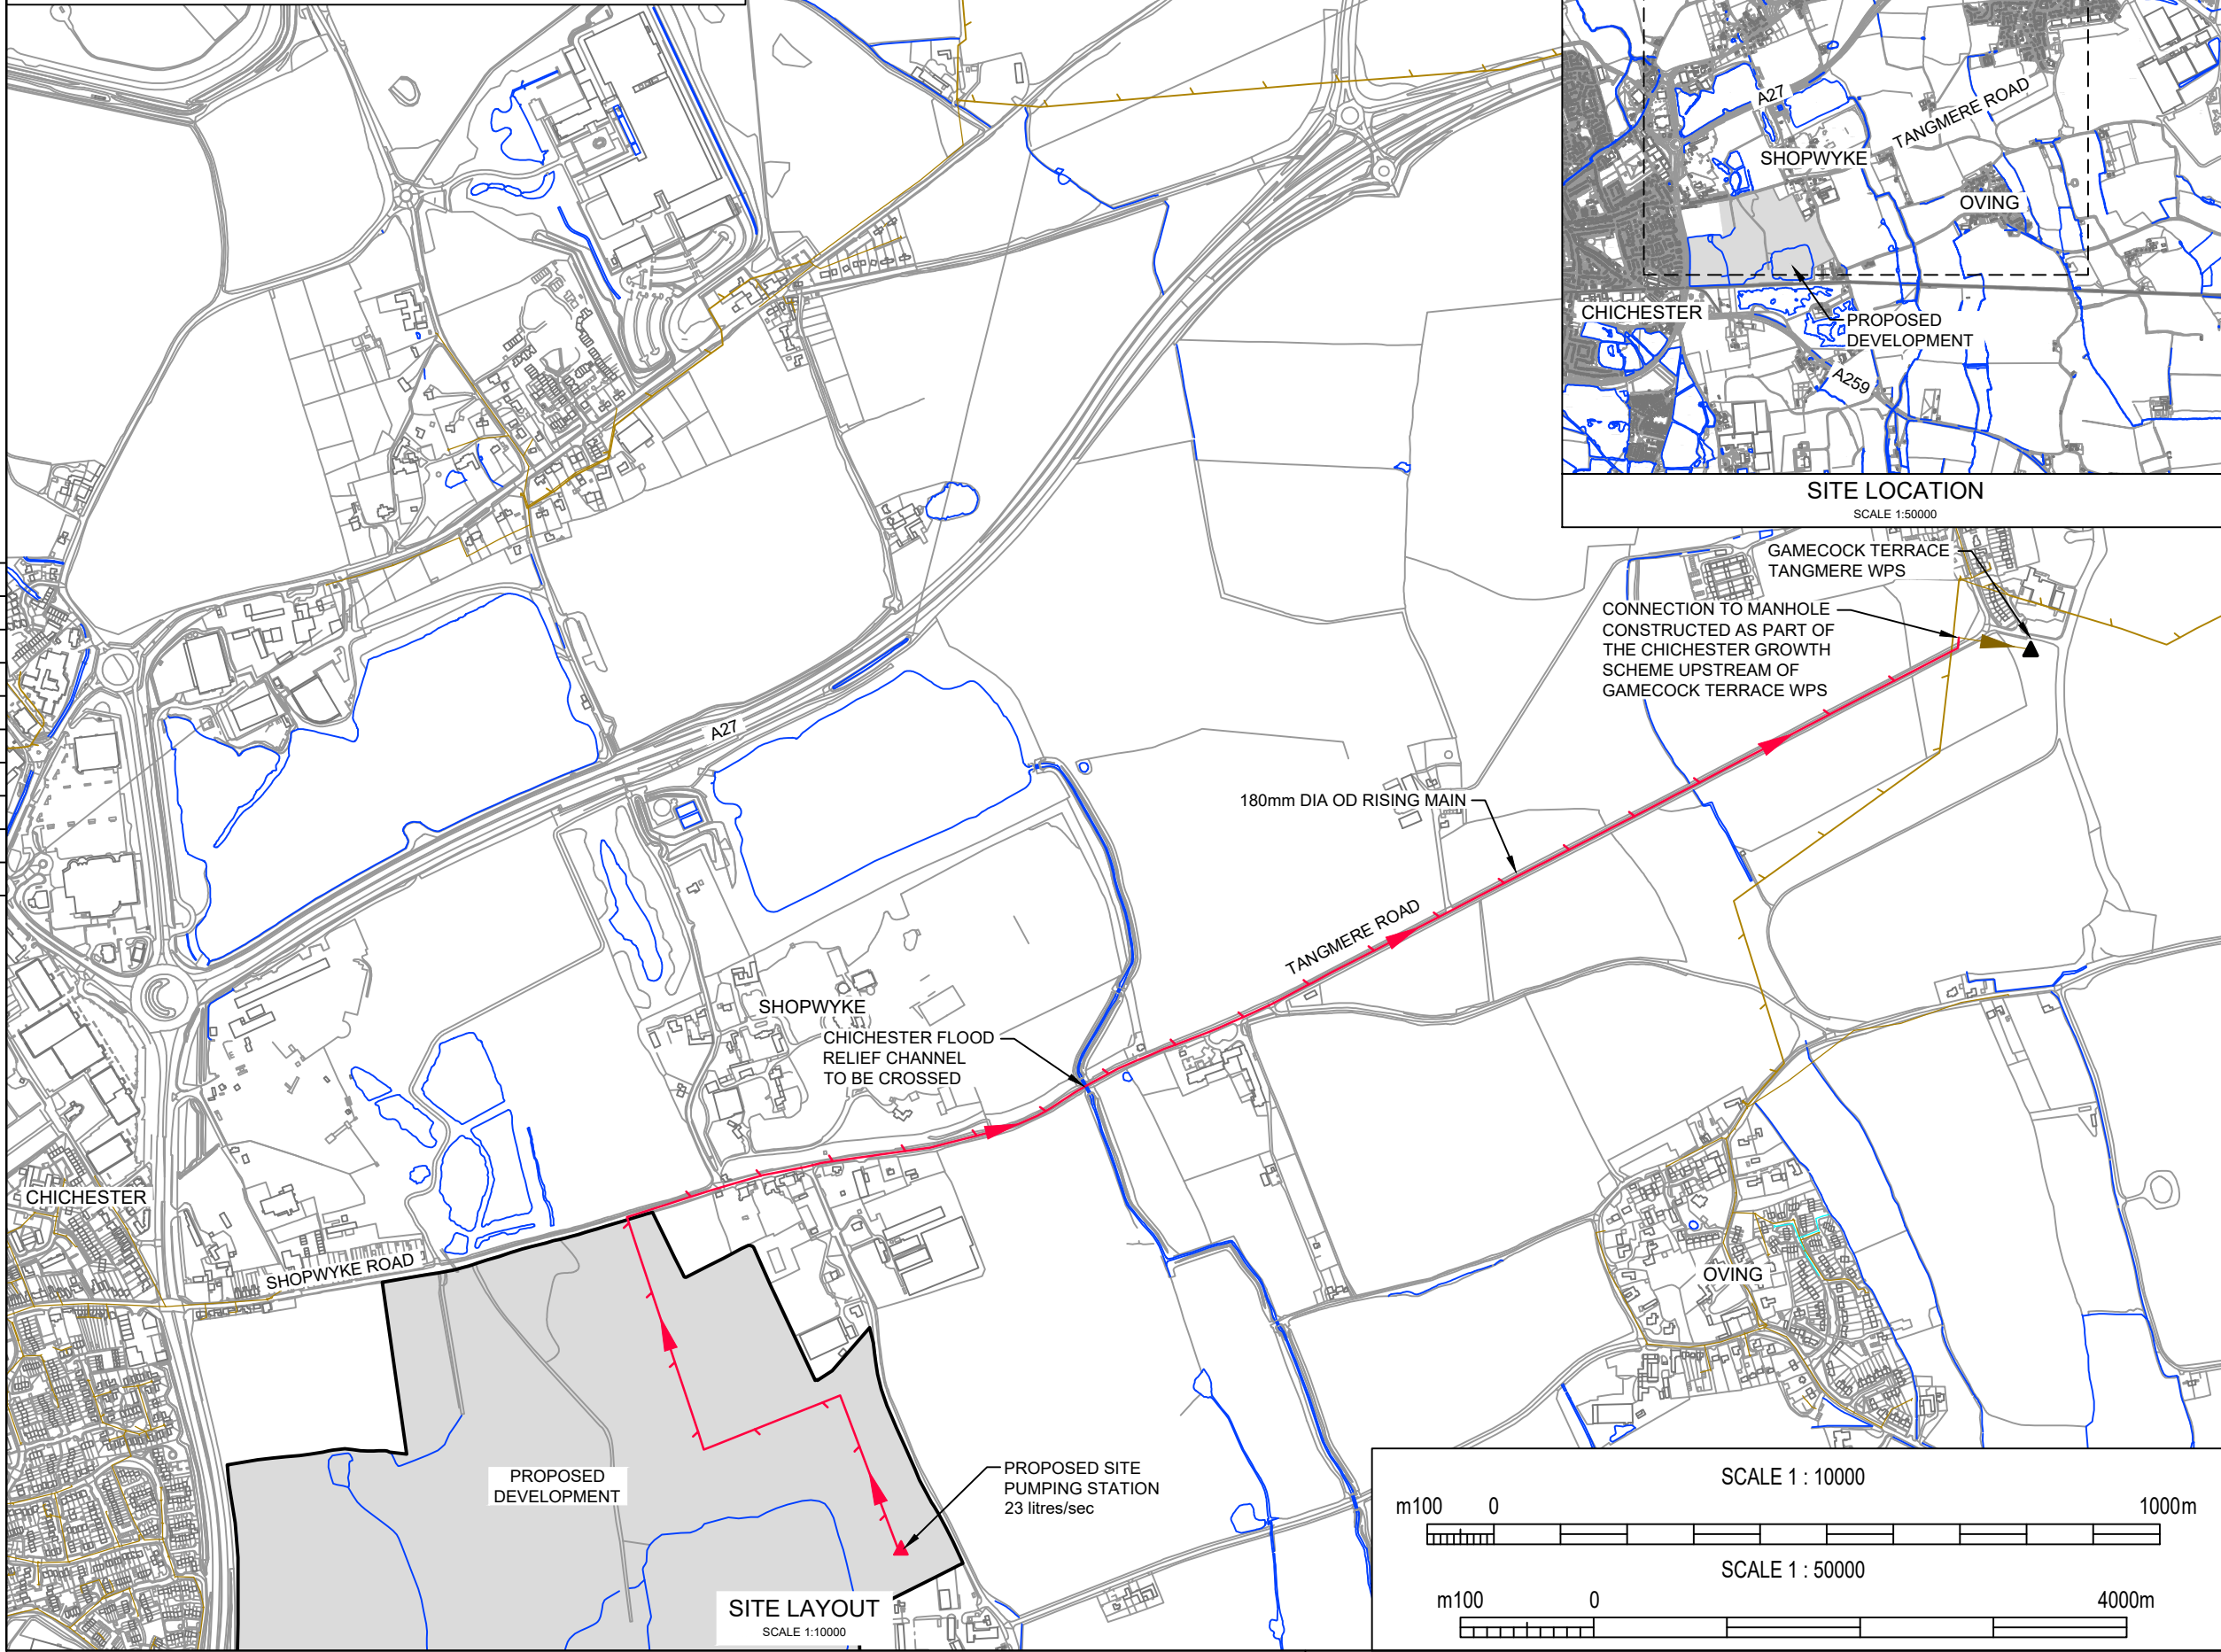 A27
TANGMERE ROAD
SHOPWYKE
OVING
CHICHESTER
PROPOSED
DEVELOPMENT
A259
SITE LOCATION
SCALE 1:50000
GAMECOCK TERRACE
TANGMERE WPS
CONNECTION TO MANHOLE
CONSTRUCTED AS PART OF
THE CHICHESTER GROWTH
SCHEME UPSTREAM OF
GAMECOCK TERRACE WPS
A27
180mm DIA OD RISING MAIN
TANGMERE ROAD
SHOPWYKE
CHICHESTER FLOOD
RELIEF CHANNEL
TO BE CROSSED
CHICHESTER
SHOPWYKE ROAD
OVING
PROPOSED
DEVELOPMENT
PROPOSED SITE
PUMPING STATION
23 litres/sec
SITE LAYOUT
SCALE 1:10000
SCALE 1 : 10000
m100 0 1000m
SCALE 1 : 50000
m100 0 4000m